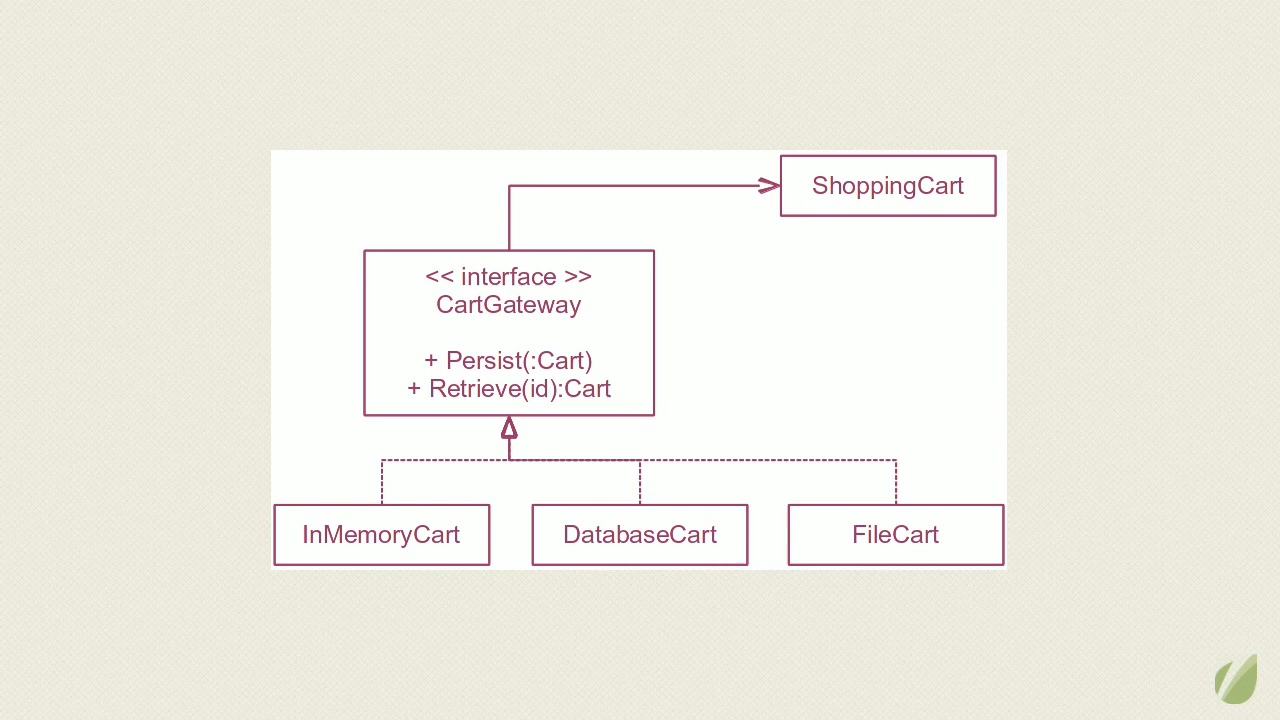 ShoppingCart
<< interface >>
CartGateway
+ Persist(:Cart)
+ Retrieve(id):Cart
InMemoryCart
DatabaseCart
FileCart